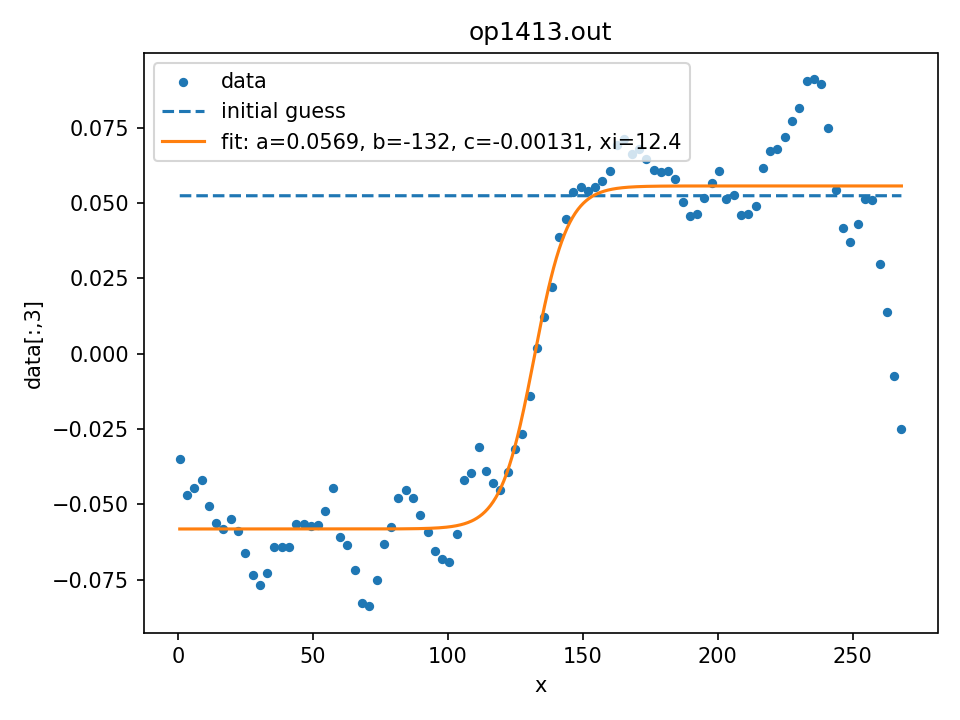 op1413.out
data
initial guess
fit: a=0.0569, b=-132, c=-0.00131, xi=12.4
0.075
0.050
0.025
0.000
−0.025
−0.050
−0.075
data[:,3]
0 50 100 150 200 250
x